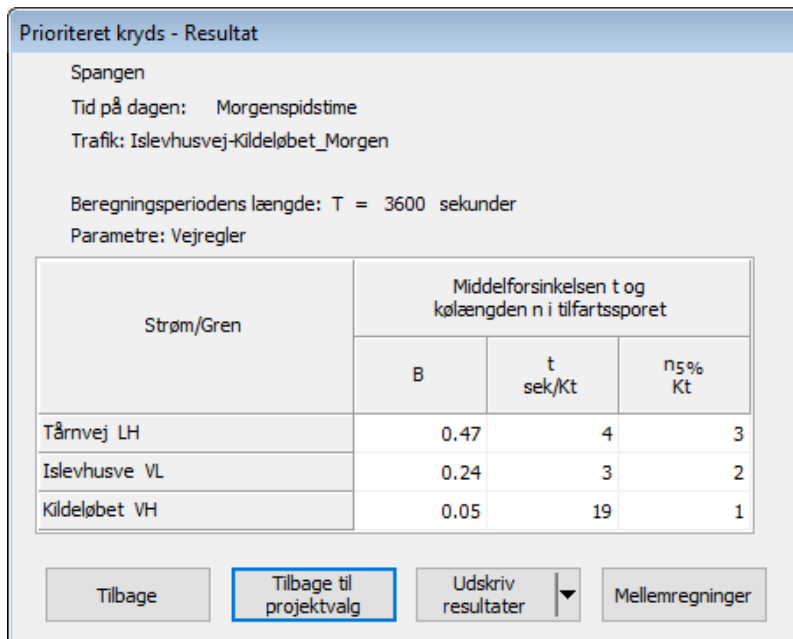 Prioriteret kryds - Resultat
Spangen
Tid på dagen: Morgenspidstime
Trafik: Islevhusvej-Kildeløbet_Morgen
Beregningsperiodens længde: T = 3600 sekunder
Parametre: Vejregler
Strøm/Gren
Middelforsinkelsen t og
kølængden n i tilfartssporet
B
t
sek/Kt
n5%
Kt
Tårnvej LH 0.47 4 3
Islevhusve VL 0.24 3 2
Kildeløbet VH 0.05 19 1
Tilbage
Tilbage til
projektvalg
Udskriv
resultater
Mellemregninger